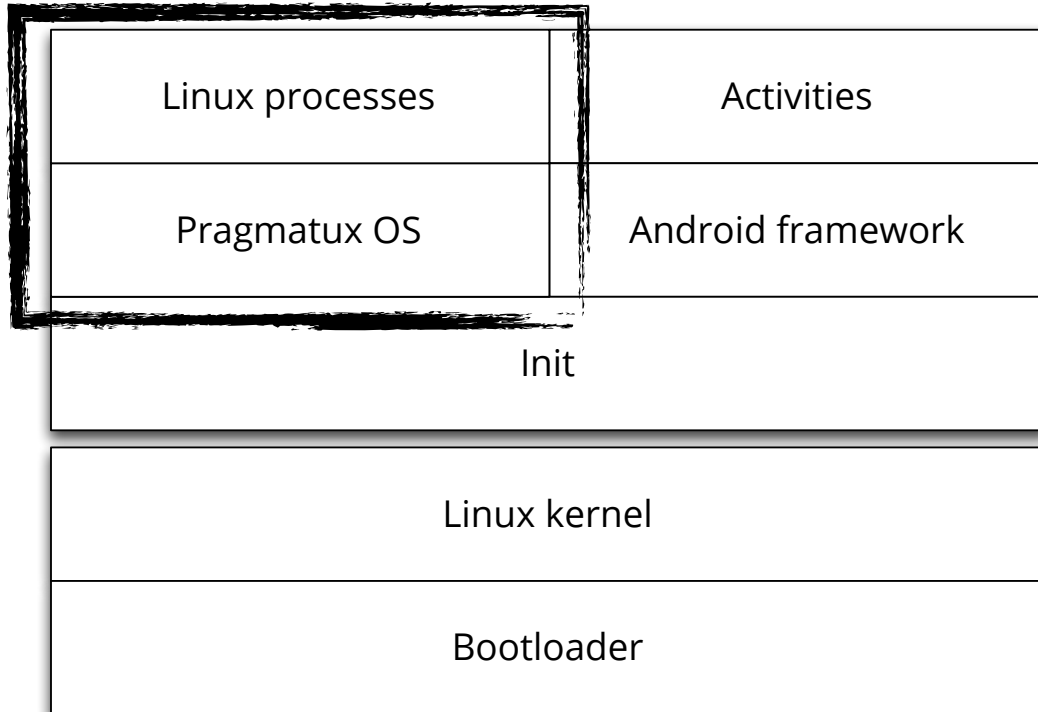 Linux processes
Activities
Pragmatux OS
Android framework
Init
Linux kernel
Bootloader